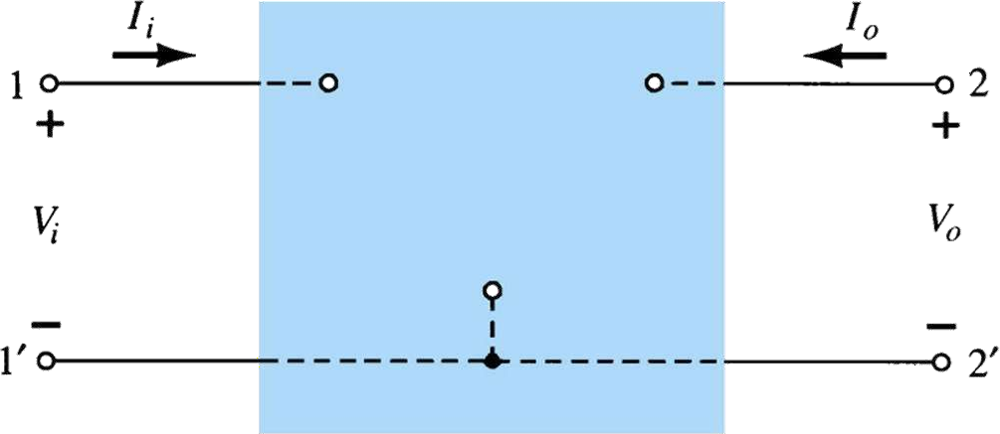 I_i I_o
1 2
+ +
V_i V_o
− −
1′ 2′